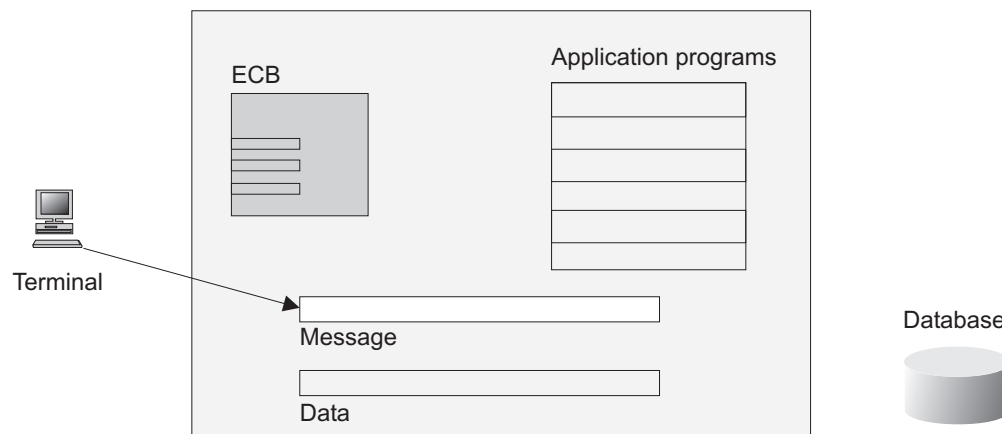 Application programs
ECB
Terminal
Message
Database
Data